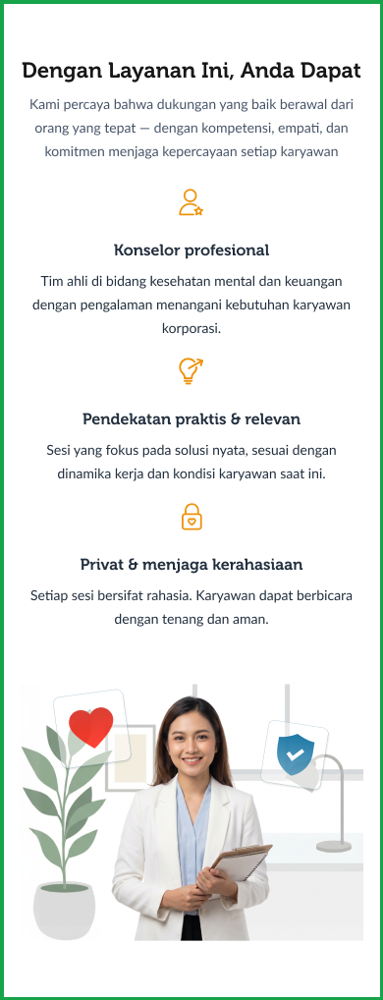 Dengan Layanan Ini, Anda Dapat
Kami percaya bahwa dukungan yang baik berawal dari
orang yang tepat — dengan kompetensi, empati, dan
komitmen menjaga kepercayaan setiap karyawan
Konselor profesional
Tim ahli di bidang kesehatan mental dan keuangan
dengan pengalaman menangani kebutuhan karyawan
korporasi.
Pendekatan praktis & relevan
Sesi yang fokus pada solusi nyata, sesuai dengan
dinamika kerja dan kondisi karyawan saat ini.
Privat & menjaga kerahasiaan
Setiap sesi bersifat rahasia. Karyawan dapat berbicara
dengan tenang dan aman.